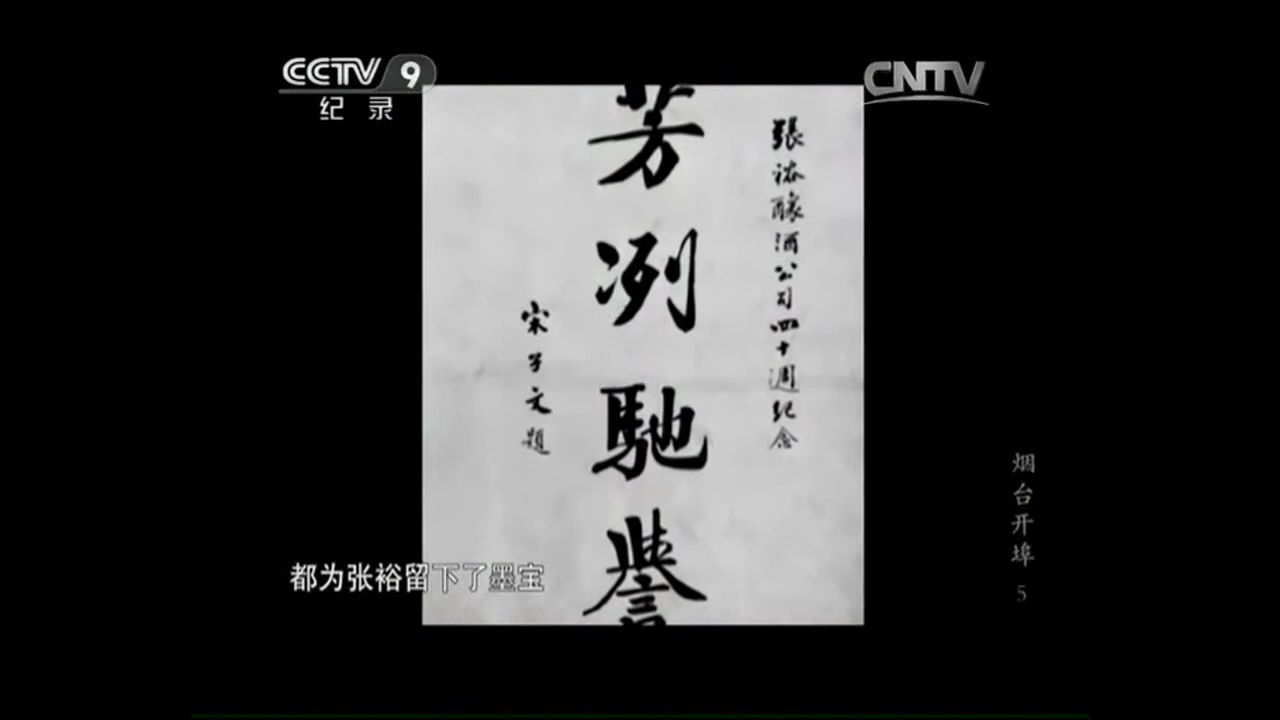 CCTV 9
纪录
CNTV
張裕釀酒公司四十週紀念
芳冽馳譽
宋子文題
都为张裕留下了墨宝
烟台开埠 5